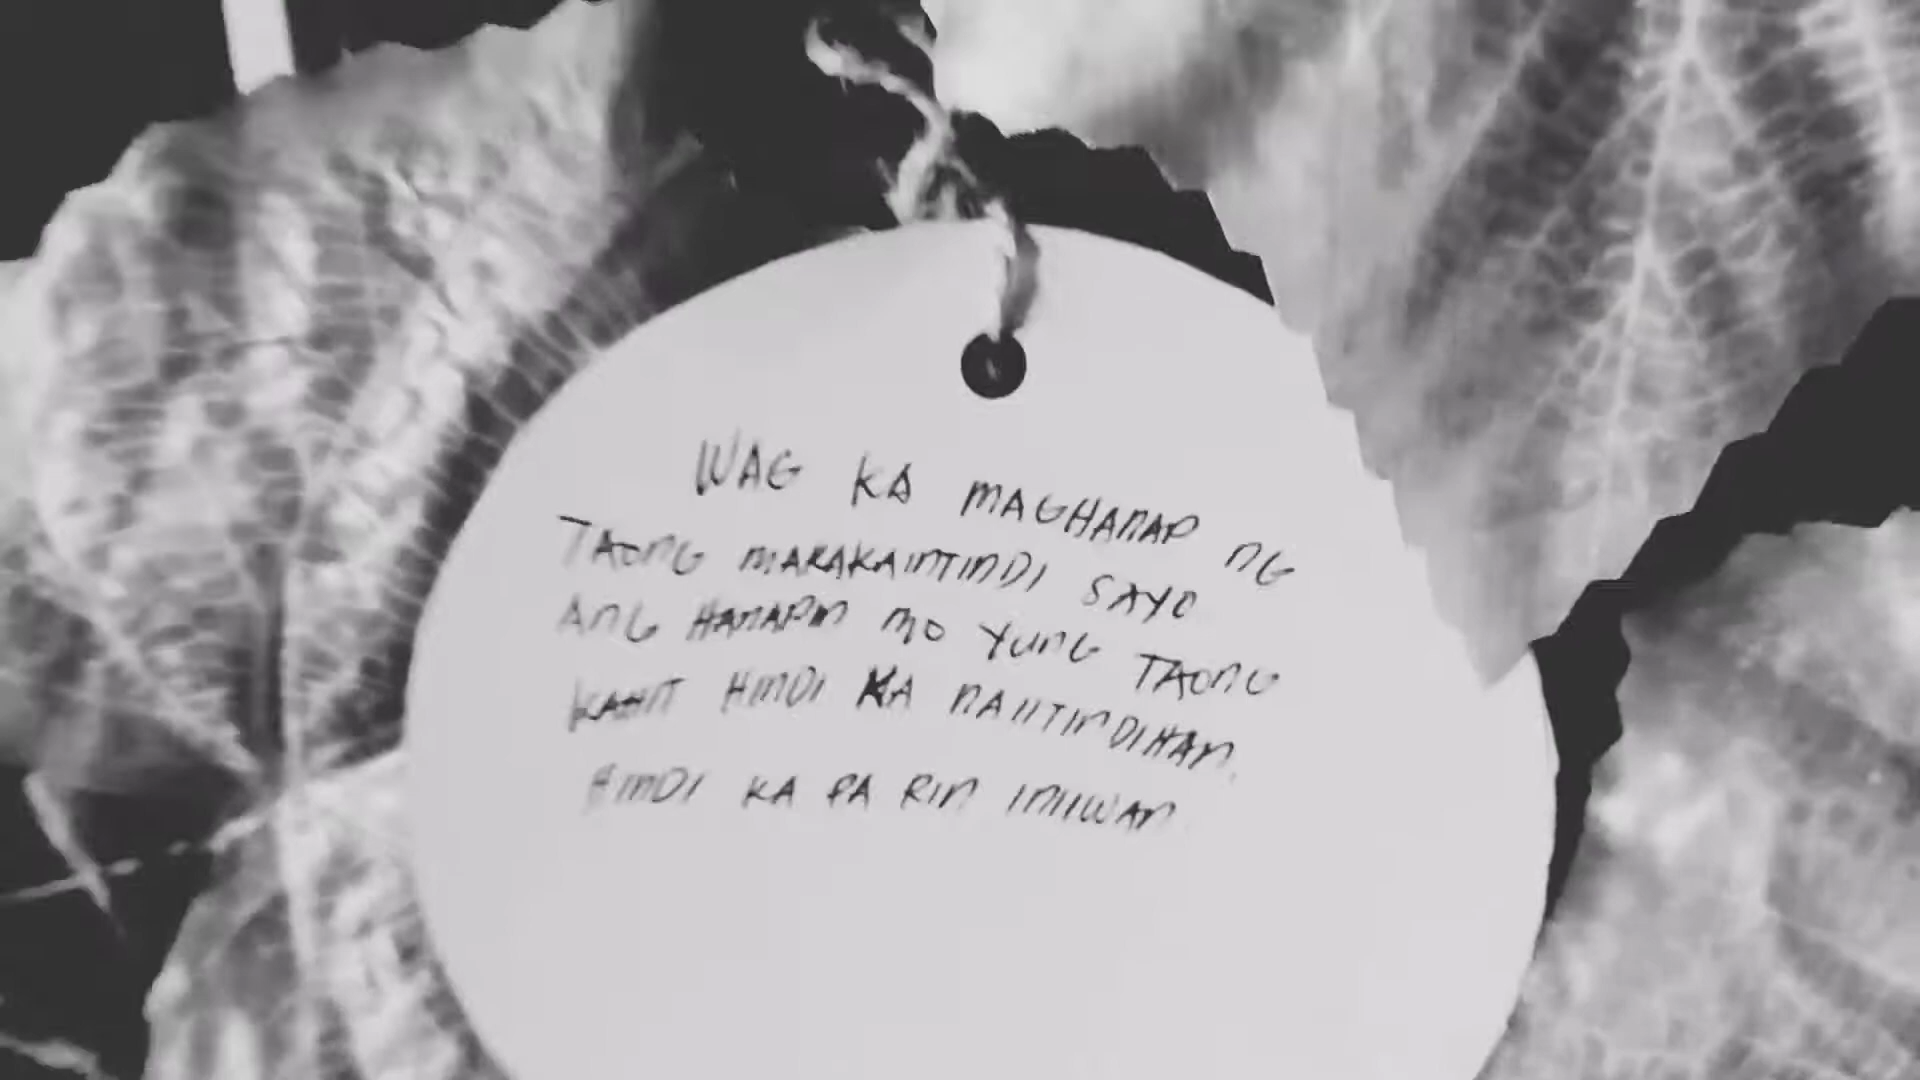 WAG KA MAGHANAP NG
TAONG MAKAKAINTINDI SAYO
ANG HANAPIN MO YUNG TAONG
KAHIT HINDI KA NAIITINDIHAN.
HINDI KA PA RIN INIIWAN.